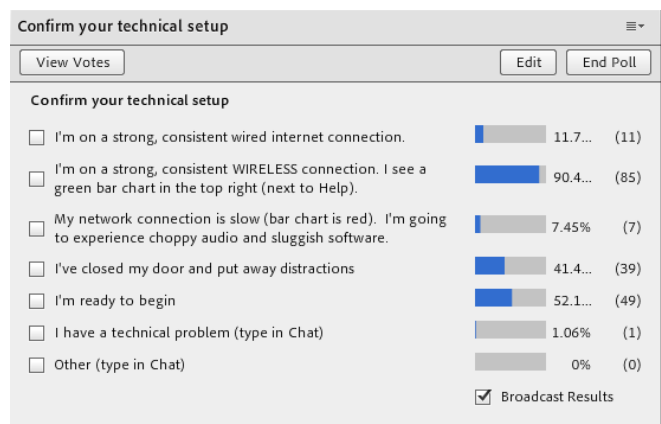 Confirm your technical setup
View Votes Edit End Poll
Confirm your technical setup
I'm on a strong, consistent wired internet connection. 11.7... (11)
I'm on a strong, consistent WIRELESS connection. I see a
green bar chart in the top right (next to Help). 90.4... (85)
My network connection is slow (bar chart is red).  I'm going
to experience choppy audio and sluggish software. 7.45% (7)
I've closed my door and put away distractions 41.4... (39)
I'm ready to begin 52.1... (49)
I have a technical problem (type in Chat) 1.06% (1)
Other (type in Chat) 0% (0)
Broadcast Results